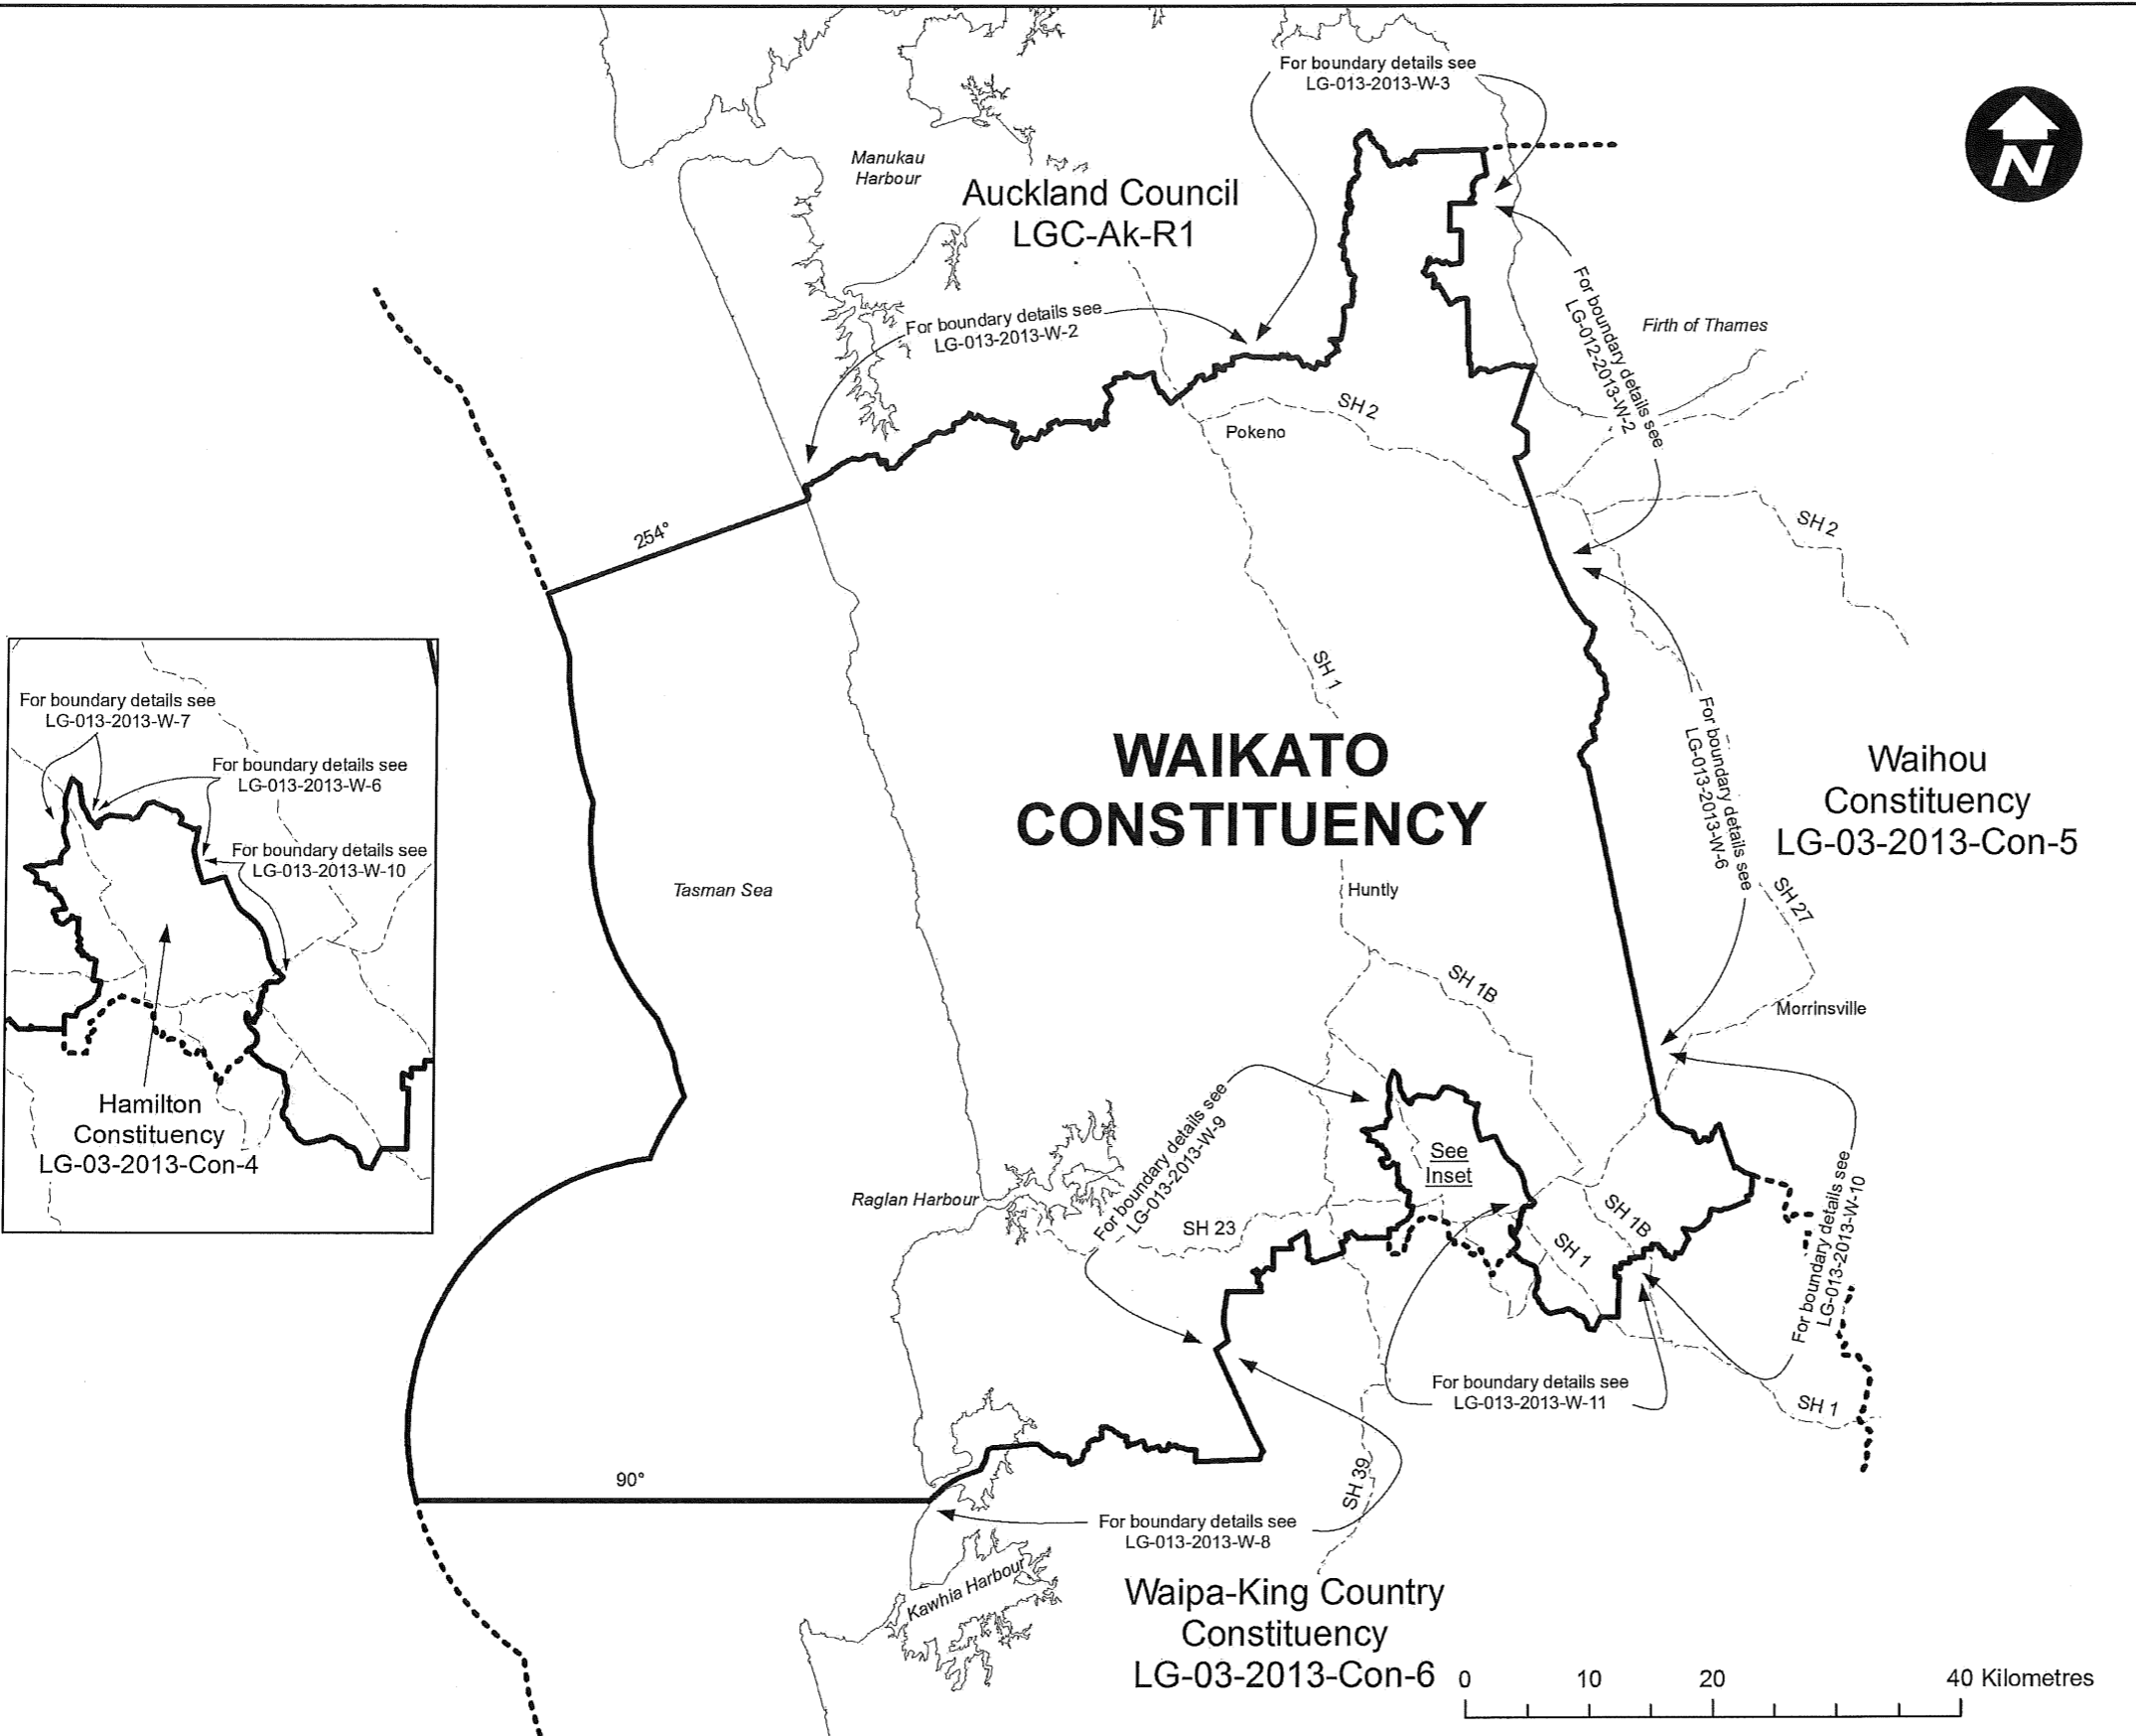 For boundary details see
LG-013-2013-W-3
N
Manukau
Harbour
Auckland Council
LGC-Ak-R1
For boundary details see
LG-013-2013-W-2
For boundary details see
LG-012-2013-W-2
Firth of Thames
SH 2
Pokeno
SH 2
254°
SH 1
For boundary details see
LG-013-2013-W-7
For boundary details see
LG-013-2013-W-6
For boundary details see
LG-013-2013-W-10
Hamilton
Constituency
LG-03-2013-Con-4
WAIKATO
CONSTITUENCY
For boundary details see
LG-013-2013-W-6
Waihou
Constituency
LG-03-2013-Con-5
Tasman Sea
Huntly
SH 27
SH 1B
Morrinsville
For boundary details see
LG-013-2013-W-9
See
Inset
Raglan Harbour
SH 23
SH 1
SH 1B
For boundary details see
LG-013-2013-W-10
For boundary details see
LG-013-2013-W-11
SH 1
90°
SH 39
For boundary details see
LG-013-2013-W-8
Kawhia Harbour
Waipa-King Country
Constituency
LG-03-2013-Con-6
0 10 20 40 Kilometres